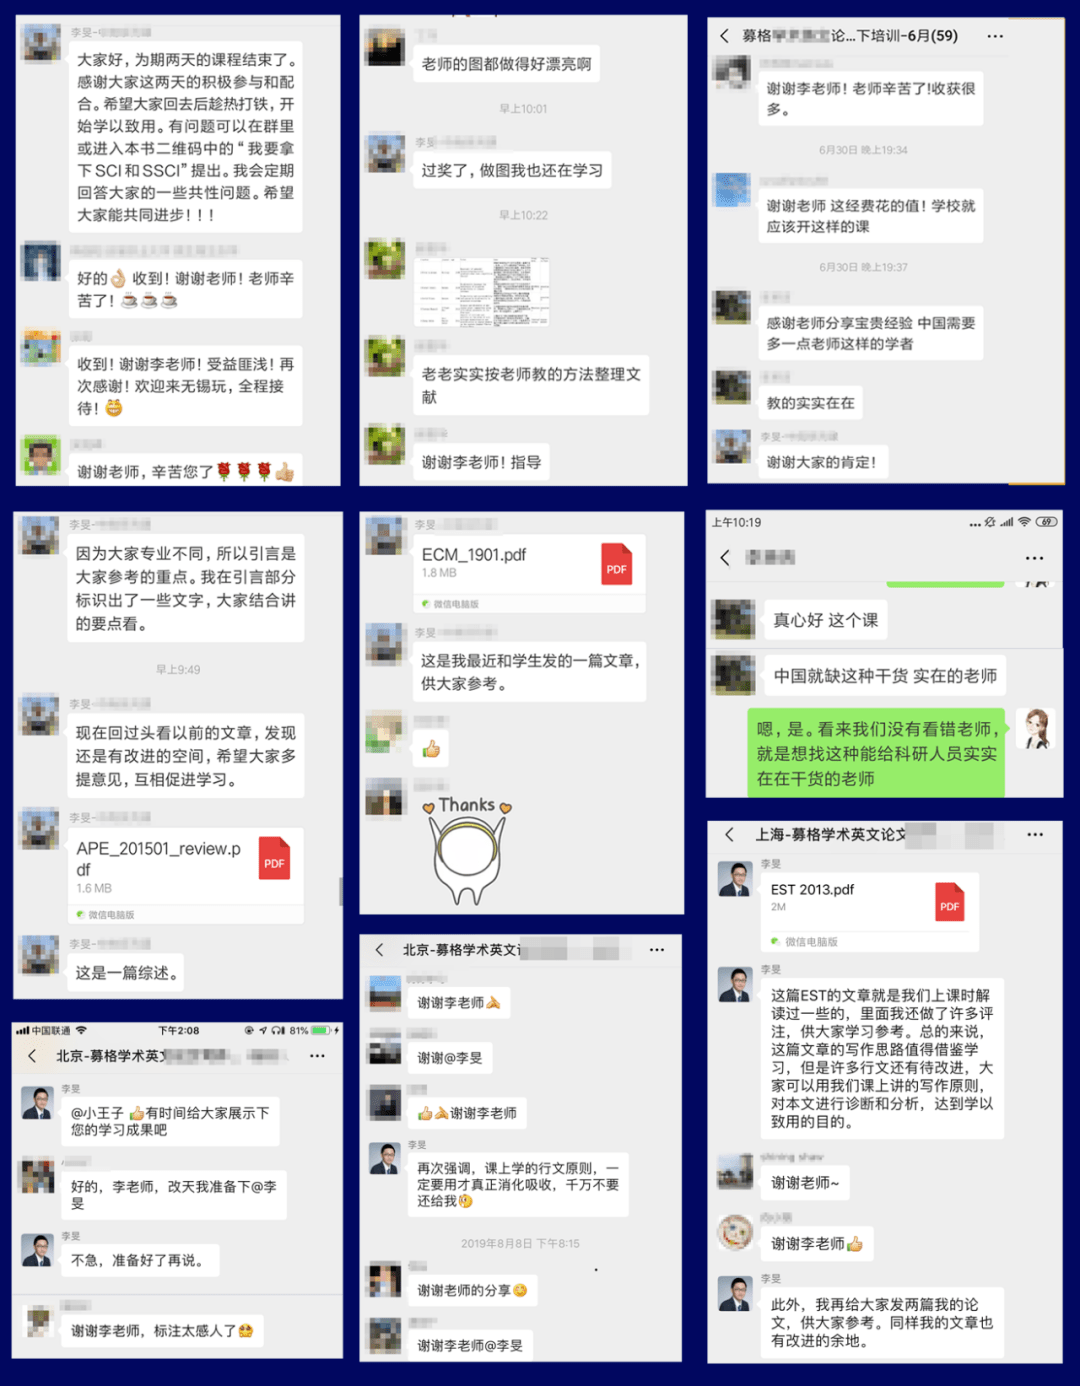 李旻-
大家好，为期两天的课程结束了。
感谢大家这两天的积极参与和配
合。希望大家回去后趁热打铁，开
始学以致用。有问题可以在群里
或进入本书二维码中的“我要拿
下SCI和SSCI”提出。我会定期
回答大家的一些共性问题。希望
大家能共同进步！！！
好的👌🏻 收到！谢谢老师！老师辛
苦了！☕☕☕
收到！谢谢李老师！受益匪浅！再
次感谢！欢迎来无锡玩，全程接
待！😁
谢谢老师，辛苦您了🌹🌹🌹👍🏻
老师的图都做得好漂亮啊
早上10:01
李旻
过奖了，做图我也还在学习
早上10:22
老老实实按老师教的方法整理文
献
谢谢李老师！指导
募格 论...下培训-6月(59)
谢谢李老师！老师辛苦了!收获很
多。
6月30日 晚上19:34
谢谢老师 这经费花的值！学校就
应该开这样的课
6月30日 晚上19:37
感谢老师分享宝贵经验 中国需要
多一点老师这样的学者
教的实实在在
李旻-
谢谢大家的肯定！
李旻-
因为大家专业不同，所以引言是
大家参考的重点。我在引言部分
标识出了一些文字，大家结合讲
的要点看。
早上9:49
李旻-
现在回过头看以前的文章，发现
还是有改进的空间，希望大家多
提意见，互相促进学习。
李旻-
APE_201501_review.p
df
1.6 MB
PDF
微信电脑版
李旻-
这是一篇综述。
李旻-
ECM_1901.pdf
1.8 MB
PDF
微信电脑版
李旻-
这是我最近和学生发的一篇文章，
供大家参考。
👍🏻
Thanks
上午10:19
69
真心好 这个课
中国就缺这种干货 实在的老师
嗯，是。看来我们没有看错老师，
就是想找这种能给科研人员实实
在在干货的老师
上海-募格学术英文论文
李旻
EST 2013.pdf
2M
PDF
微信电脑版
李旻
这篇EST的文章就是我们上课时解
读过一些的，里面我还做了许多评
注，供大家学习参考。总的来说，
这篇文章的写作思路值得借鉴学
习，但是许多行文还有待改进，大
家可以用我们课上讲的写作原则，
对本文进行诊断和分析，达到学以
致用的目的。
shining shaw
谢谢老师~
谢谢李老师👍🏻
李旻
此外，我再给大家发两篇我的论
文，供大家参考。同样我的文章也
有改进的余地。
中国联通
下午2:08
81%
北京-募格学术英文
李旻
@小王子 👍🏻有时间给大家展示下
您的学习成果吧
好的，李老师，改天我准备下@李
旻
李旻
不急，准备好了再说。
谢谢李老师，标注太感人了
北京-募格学术英文论
谢谢李老师🙏🏻
谢谢@李旻
👍🏻🙏🏻谢谢李老师
李旻
再次强调，课上学的行文原则，一
定要用才真正消化吸收，千万不要
还给我
2019年8月8日 下午8:15
谢谢老师的分享😊
谢谢李老师@李旻